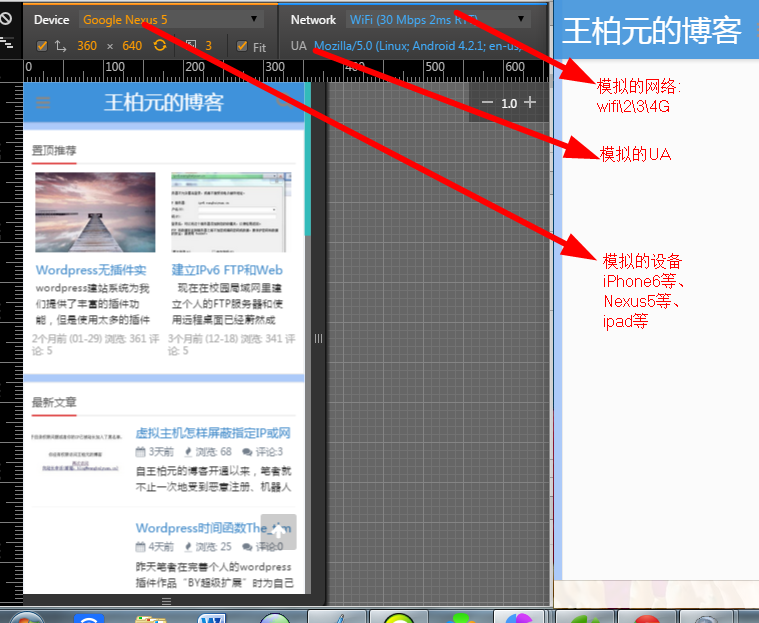 Device Google Nexus 5
Network WiFi (30 Mbps 2ms RTT)
360 × 640
3
Fit
UA Mozilla/5.0 (Linux; Android 4.2.1; en-us;
0 100 200 300 400 500 600
王柏元的博客
1.0
王柏元的博客
模拟的网络:
wifi\2\3\4G
模拟的UA
模拟的设备
iPhone6等、
Nexus5等、
ipad等
置顶推荐
Wordpress无插件实
wordpress建站系统为我
们提供了丰富的插件功
能，但是使用太多的插件
2个月前 (01-29) 浏览: 361 评
论: 5
建立IPv6 FTP和Web
现在在校园局域网里建
立个人的FTP服务器和使
用远程桌面已经蔚然成
3个月前 (12-18) 浏览: 341 评
论: 5
最新文章
虚拟主机怎样屏蔽指定IP或网
3天前 浏览: 68 评论:3
自王柏元的博客开通以来，笔者就
不止一次地受到恶意注册、机器人
Wordpress时间函数The_tim
4天前 浏览: 25 评论:0
昨天笔者在完善个人的wordpress
插件作品“BY超级扩展”时为自己